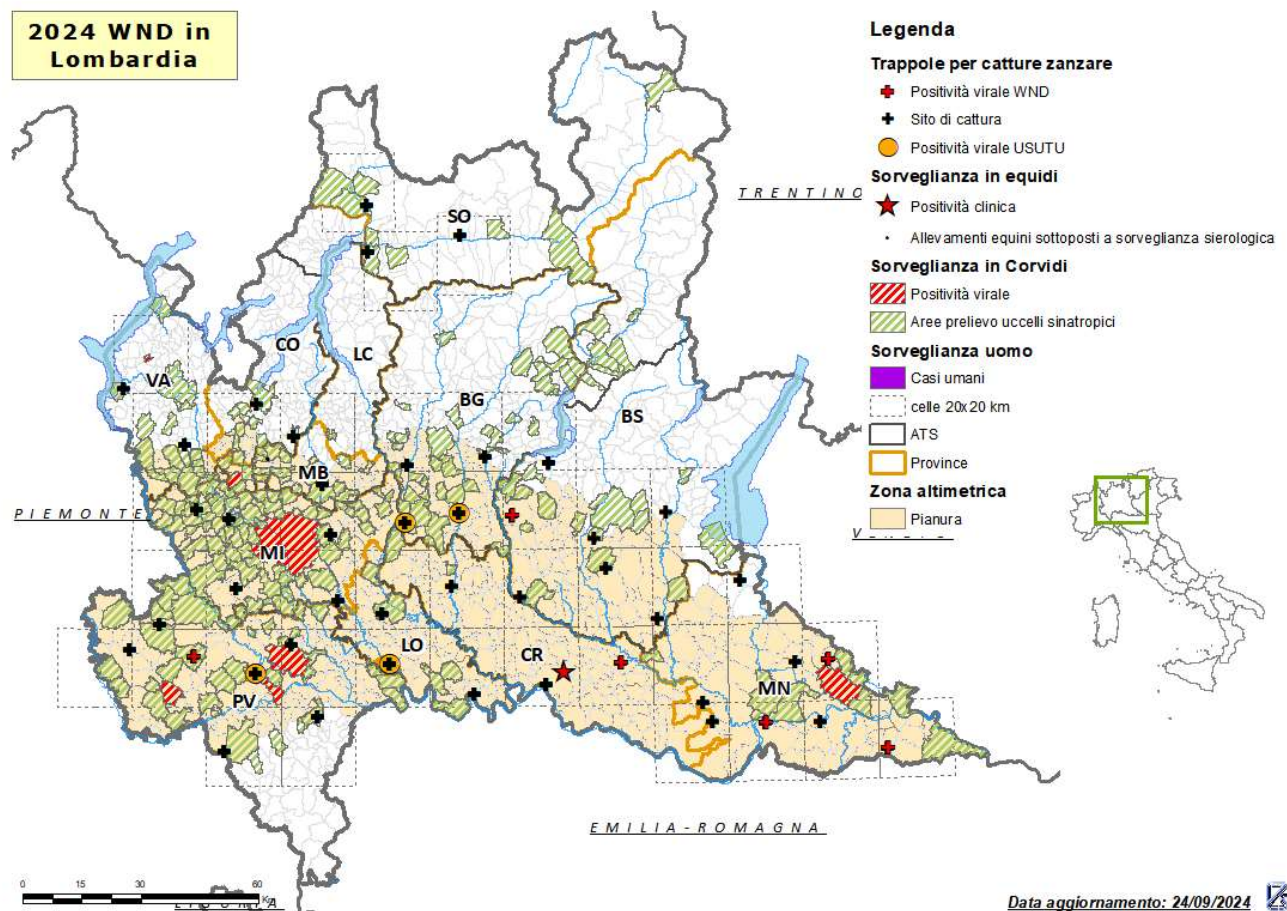 2024 WND in
Lombardia
Legenda
Trappole per catture zanzare
Positività virale WND
Sito di cattura
Positività virale USUTU
Sorveglianza in equidi
Positività clinica
Allevamenti equini sottoposti a sorveglianza sierologica
Sorveglianza in Corvidi
Positività virale
Aree prelievo uccelli sinatropici
Sorveglianza uomo
Casi umani
celle 20x20 km
ATS
Province
Zona altimetrica
Pianura
TRENTINO
SO
CO
LC
VA
BG
BS
MB
PIEMONTE
MI
LO
CR
PV
MN
EMILIA-ROMAGNA
0 15 30 60
Km
Data aggiornamento: 24/09/2024